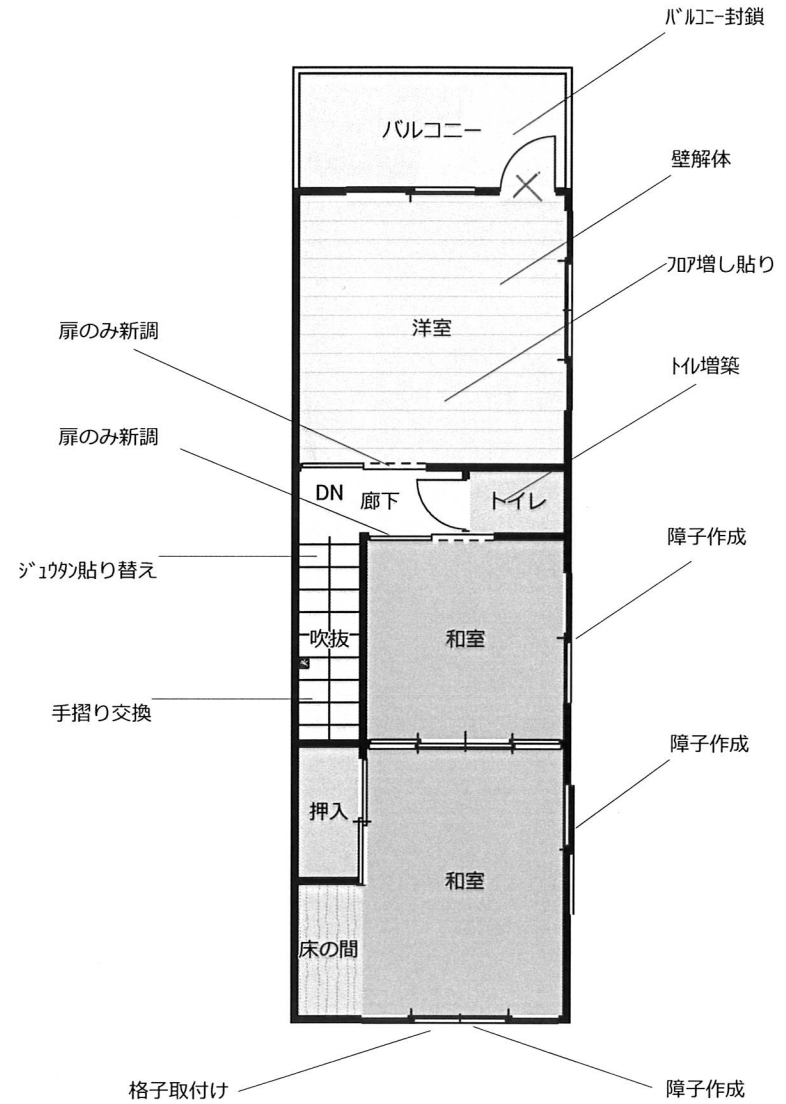 ﾊﾞﾙｺﾆｰ封鎖
バルコニー
壁解体
ﾌﾛｱ増し貼り
洋室
扉のみ新調
ﾄｲﾚ増築
扉のみ新調
DN
廊下
トイレ
障子作成
ｼﾞｭｳﾀﾝ貼り替え
吹抜
和室
手摺り交換
障子作成
押入
和室
床の間
格子取付け
障子作成